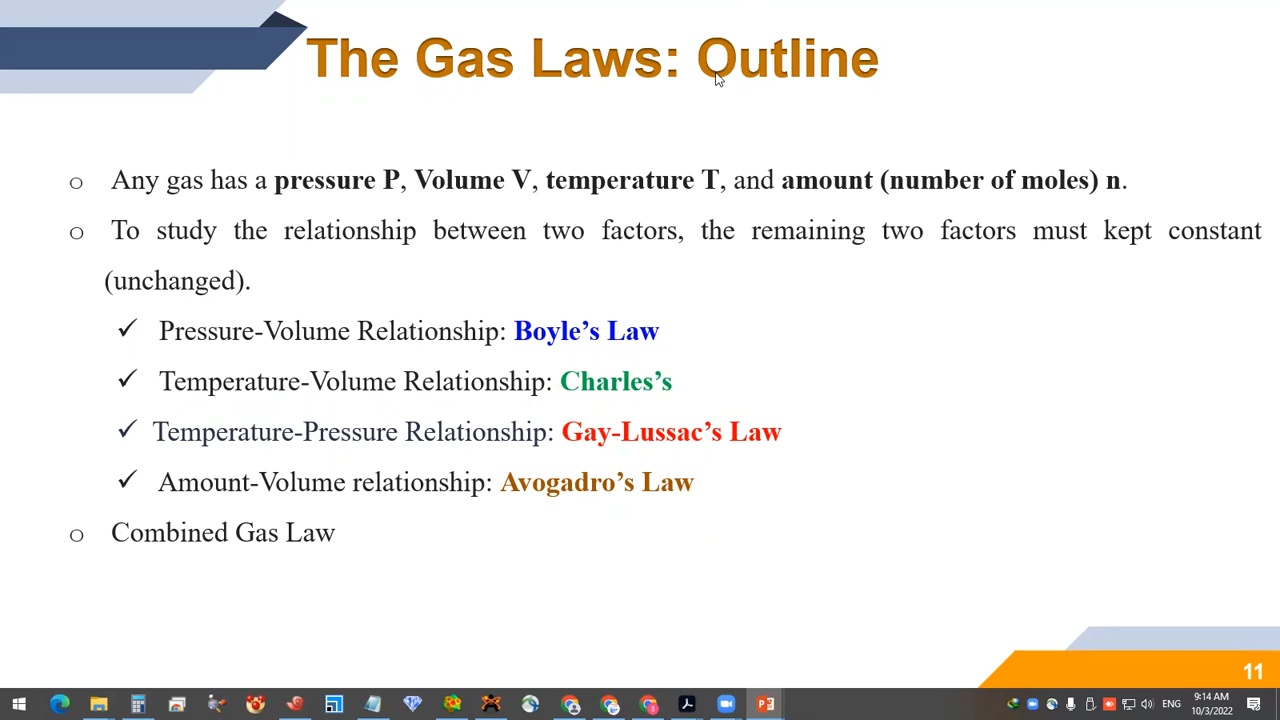 The Gas Laws: Outline
o Any gas has a pressure P, Volume V, temperature T, and amount (number of moles) n.
o To study the relationship between two factors, the remaining two factors must kept constant
(unchanged).
✓ Pressure-Volume Relationship: Boyle’s Law
✓ Temperature-Volume Relationship: Charles’s
✓ Temperature-Pressure Relationship: Gay-Lussac’s Law
✓ Amount-Volume relationship: Avogadro’s Law
o Combined Gas Law
11
ENG
9:14 AM
10/3/2022